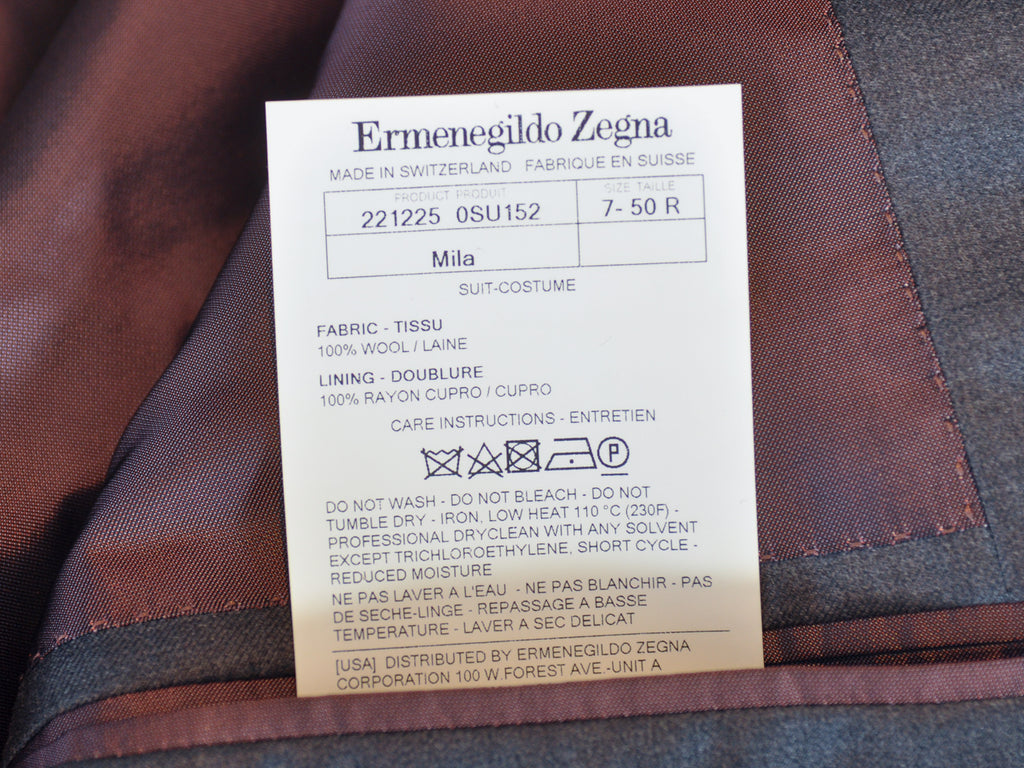 Ermenegildo Zegna
MADE IN SWITZERLAND FABRIQUE EN SUISSE
PRODUCT PRODUIT SIZE TAILLE
221225 0SU152 7- 50 R
Mila
SUIT-COSTUME
FABRIC - TISSU
100% WOOL / LAINE
LINING - DOUBLURE
100% RAYON CUPRO / CUPRO
CARE INSTRUCTIONS - ENTRETIEN
P
DO NOT WASH - DO NOT BLEACH - DO NOT
TUMBLE DRY - IRON, LOW HEAT 110 °C (230F) -
PROFESSIONAL DRYCLEAN WITH ANY SOLVENT
EXCEPT TRICHLOROETHYLENE, SHORT CYCLE -
REDUCED MOISTURE
NE PAS LAVER A L'EAU - NE PAS BLANCHIR - PAS
DE SECHE-LINGE - REPASSAGE A BASSE
TEMPERATURE - LAVER A SEC DELICAT
[USA] DISTRIBUTED BY ERMENEGILDO ZEGNA
CORPORATION 100 W.FOREST AVE.-UNIT A